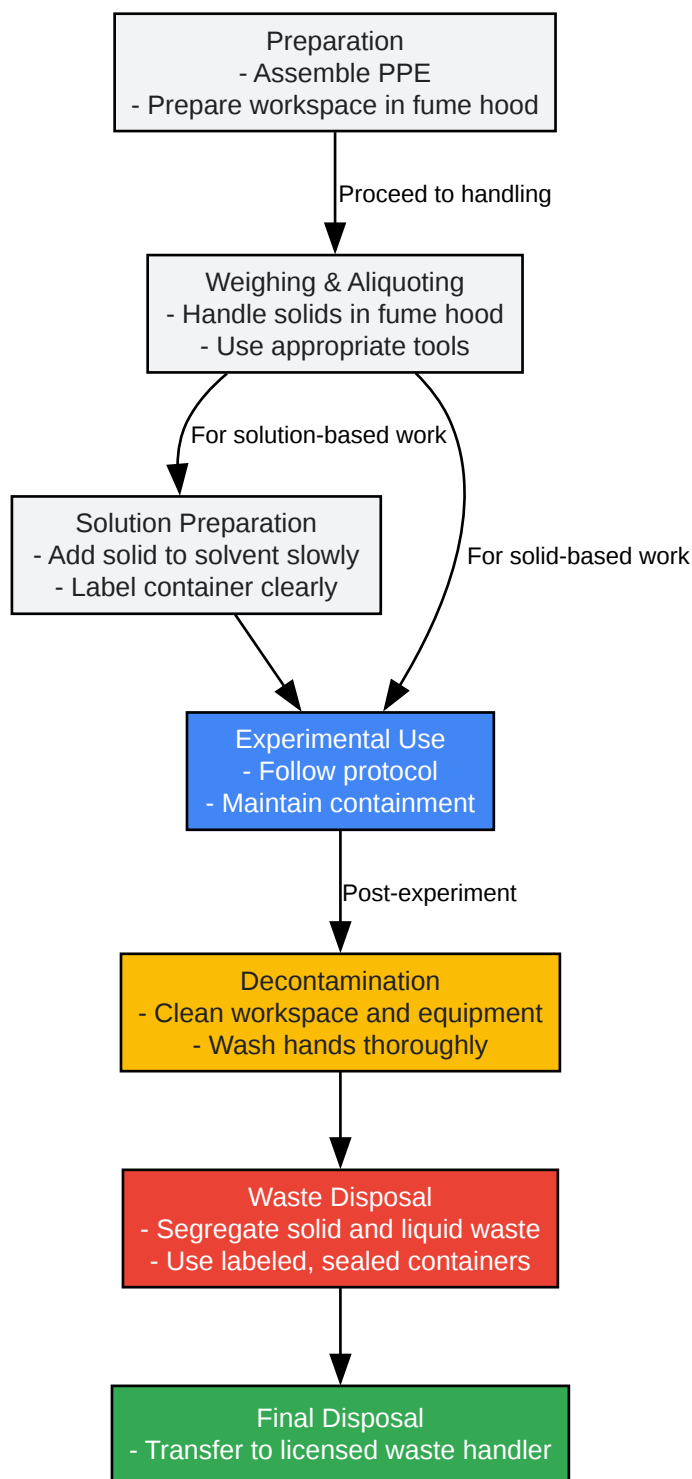 Preparation
- Assemble PPE
- Prepare workspace in fume hood
Proceed to handling
Weighing & Aliquoting
- Handle solids in fume hood
- Use appropriate tools
For solution-based work
Solution Preparation
- Add solid to solvent slowly
- Label container clearly
For solid-based work
Experimental Use
- Follow protocol
- Maintain containment
Post-experiment
Decontamination
- Clean workspace and equipment
- Wash hands thoroughly
Waste Disposal
- Segregate solid and liquid waste
- Use labeled, sealed containers
Final Disposal
- Transfer to licensed waste handler